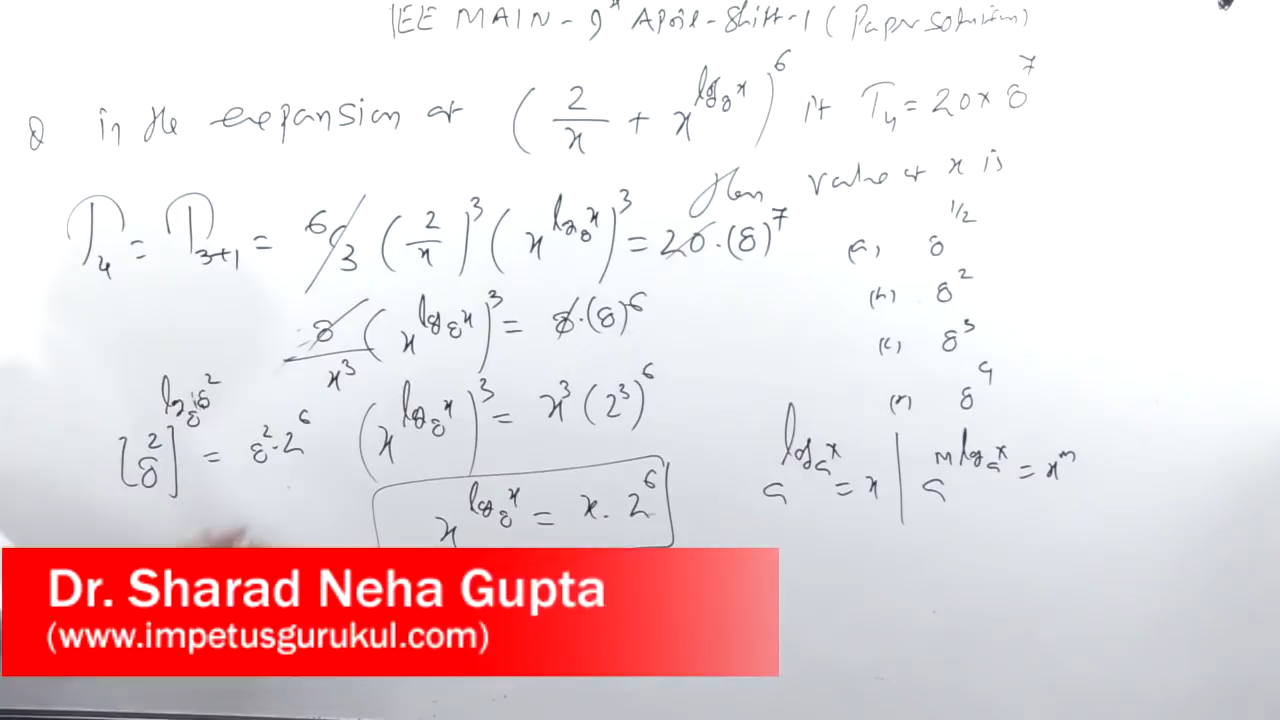 JEE MAIN - 9th April - Shift-1 (Paper solution)
Q in the expansion of (2/x + x^(log₈ x))^6 if T₄ = 20 × 8^7
then value of x is
T₄ = T₃₊₁ = ⁶C₃ (2/x)^3 (x^(log₈ x))^3 = 20·(8)^7
(a) 8^(1/2)
(b) 8^2
(c) 8^3
8/x^3 (x^(log₈ x))^3 = 8·(8)^6
[8^2]^(log₈ 8^2) = 8^2·2^6
(x^(log₈ x))^3 = x^3 (2^3)^6
x^(log₈ x) = x·2^6
a^(logₐ x) = x | a^(m logₐ x) = x^m
Dr. Sharad Neha Gupta
(www.impetusgurukul.com)